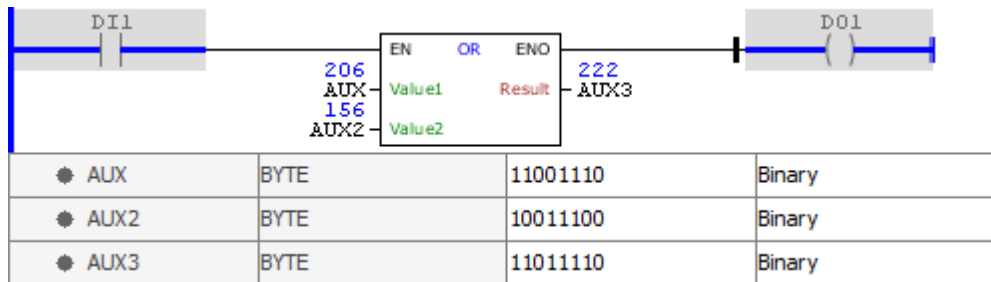 DI1 DO1
EN OR ENO
206 222
AUX Value1 Result AUX3
156
AUX2 Value2
AUX BYTE 11001110 Binary
AUX2 BYTE 10011100 Binary
AUX3 BYTE 11011110 Binary